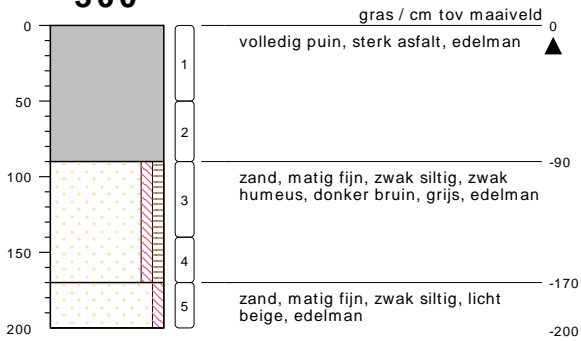 gras / cm tov maaiveld
0
0
volledig puin, sterk asfalt, edelman
1
50
2
-90
100
zand, matig fijn, zwak siltig, zwak
humeus, donker bruin, grijs, edelman
3
150
4
-170
zand, matig fijn, zwak siltig, licht
beige, edelman
5
200
-200